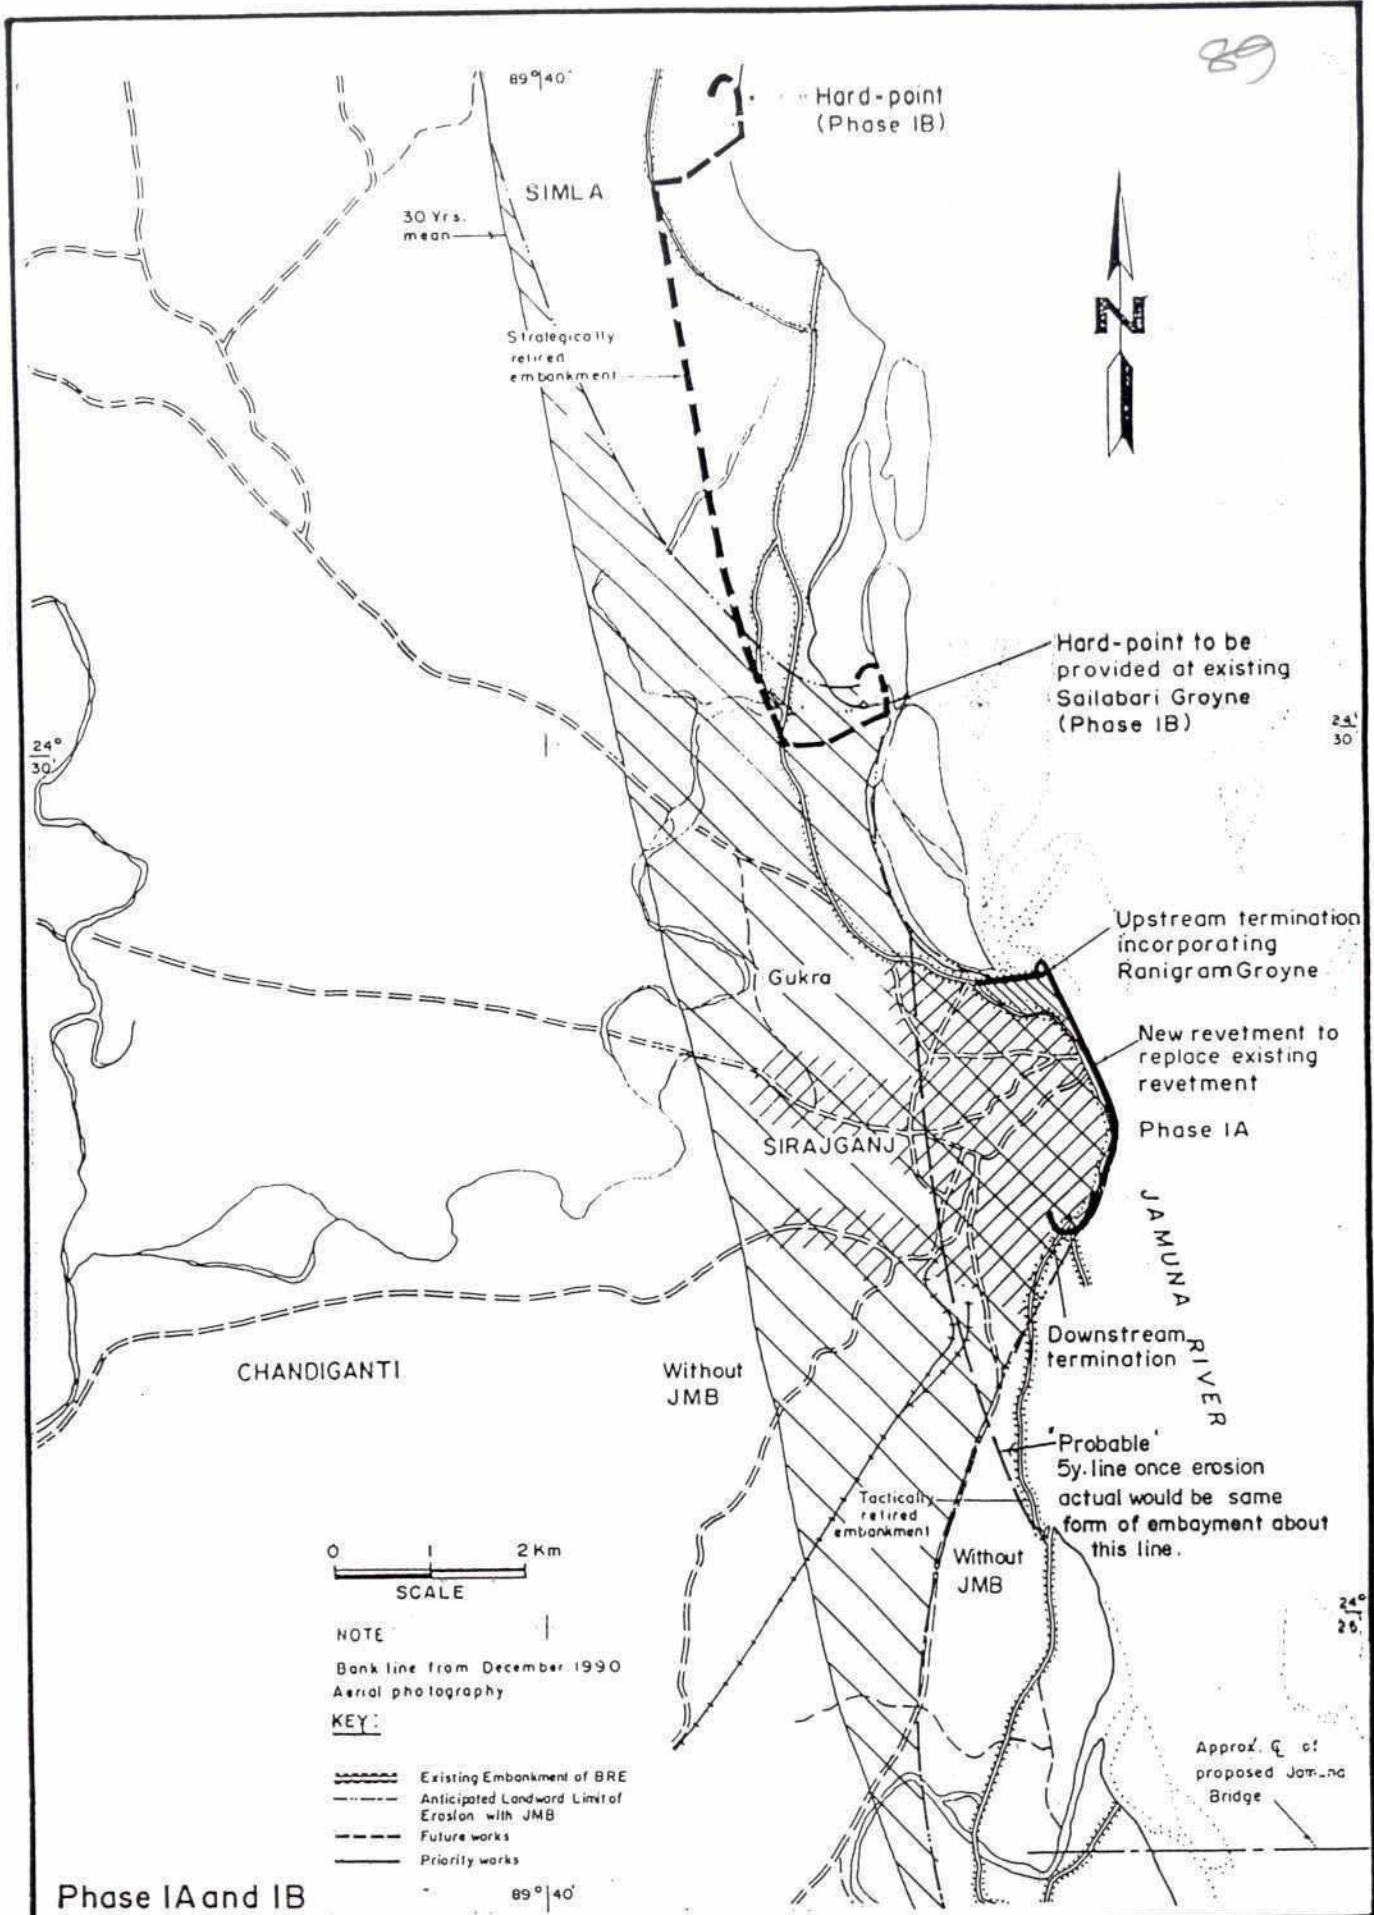 89
89° 40'
Hard-point
(Phase IB)
SIMLA
30 Yrs.
mean
N
Strategically
retired
embankment
Hard-point to be
provided at existing
Sailabari Groyne
(Phase IB)
24°
30'
24°
30'
Upstream termination
incorporating
Ranigram Groyne
Gukra
New revetment to
replace existing
revetment
Phase IA
SIRAJGANJ
JAMUNA RIVER
Downstream
termination
CHANDIGANTI
Without
JMB
'Probable'
5y. line once erosion
actual would be same
form of embayment about
this line.
Tactically
retired
embankment
Without
JMB
0 1 2 Km
SCALE
24°
25'
NOTE
Bank line from December 1990
Aerial photography
KEY:
Existing Embankment of BRE
Anticipated Landward Limit of
Erosion with JMB
Future works
Priority works
Approx. ℄ of
proposed Jamuna
Bridge
Phase IA and IB
89° 40'